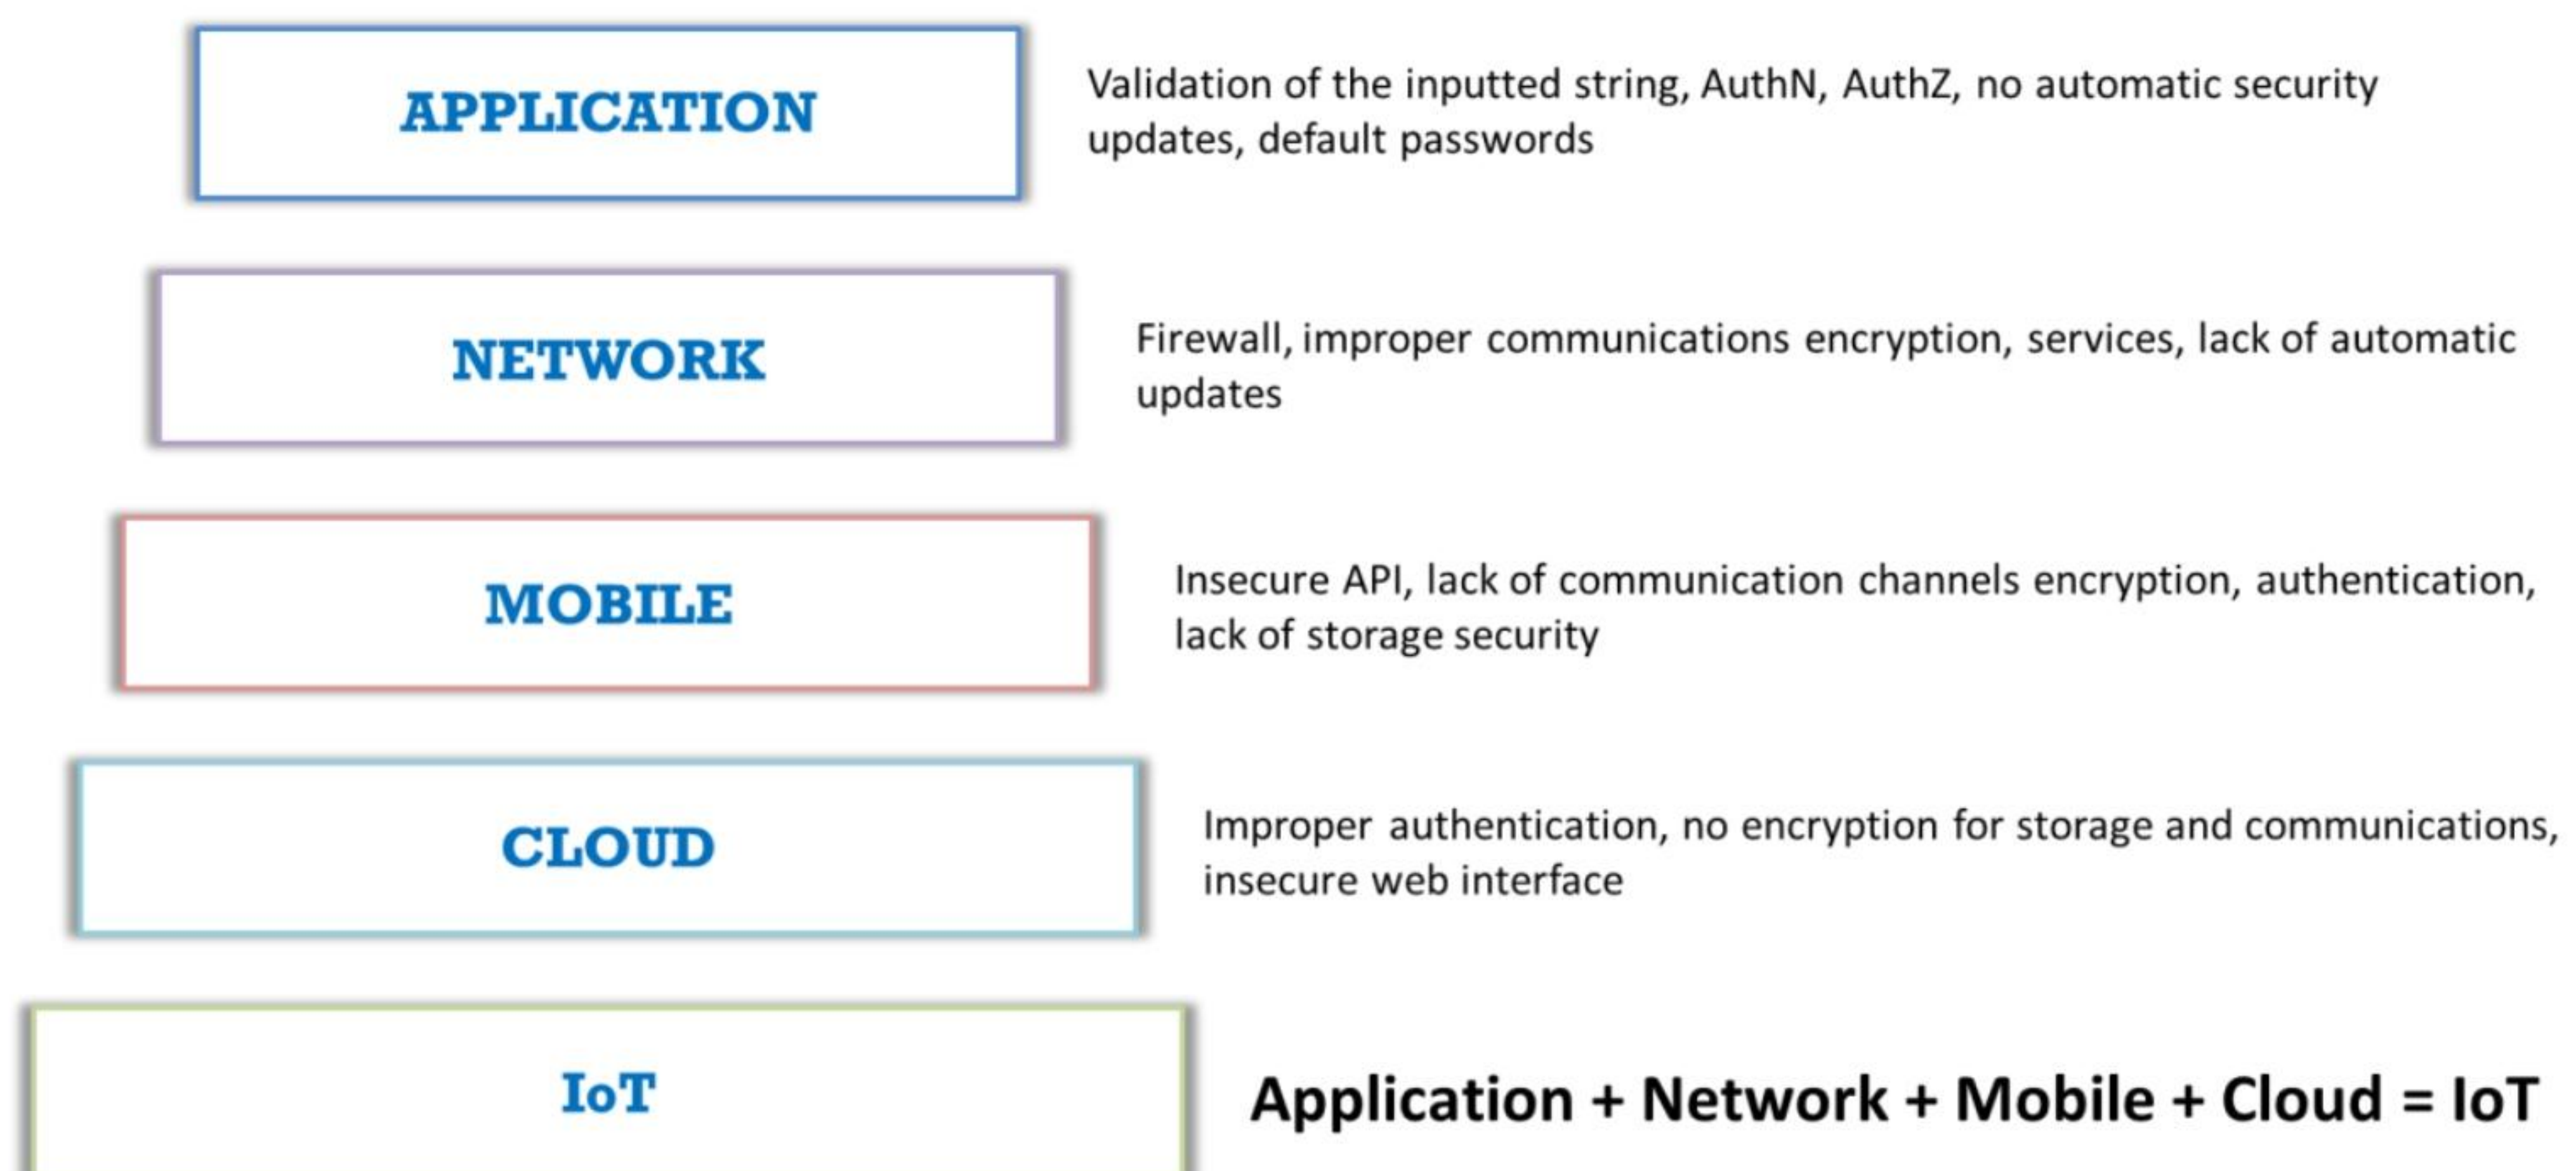 APPLICATION
Validation of the inputted string, AuthN, AuthZ, no automatic security
updates, default passwords
NETWORK
Firewall, improper communications encryption, services, lack of automatic
updates
MOBILE
Insecure API, lack of communication channels encryption, authentication,
lack of storage security
CLOUD
Improper authentication, no encryption for storage and communications,
insecure web interface
IoT
Application + Network + Mobile + Cloud = IoT